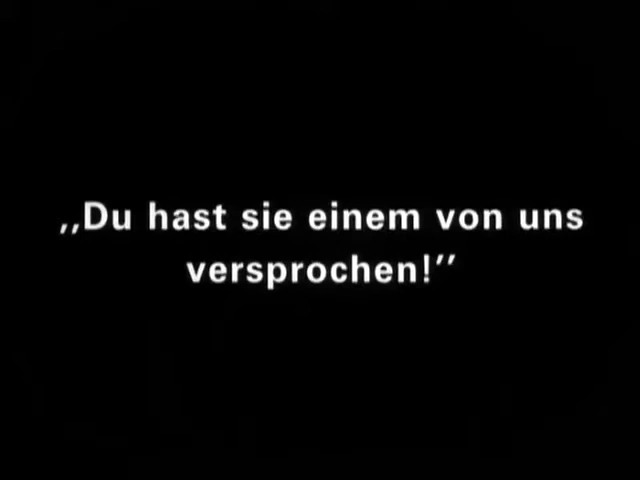 ,,Du hast sie einem von uns
versprochen!”